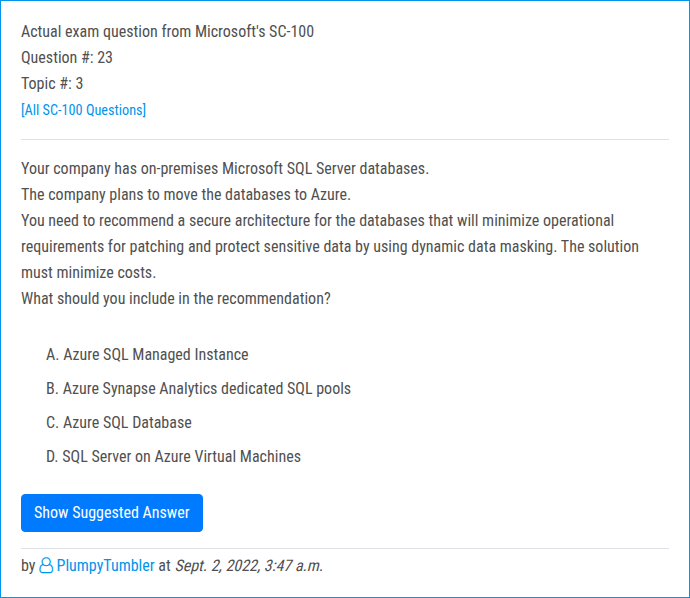 Actual exam question from Microsoft's SC-100
Question #: 23
Topic #: 3
[All SC-100 Questions]
Your company has on-premises Microsoft SQL Server databases.
The company plans to move the databases to Azure.
You need to recommend a secure architecture for the databases that will minimize operational
requirements for patching and protect sensitive data by using dynamic data masking. The solution
must minimize costs.
What should you include in the recommendation?
A. Azure SQL Managed Instance
B. Azure Synapse Analytics dedicated SQL pools
C. Azure SQL Database
D. SQL Server on Azure Virtual Machines
Show Suggested Answer
by PlumpyTumbler at Sept. 2, 2022, 3:47 a.m.